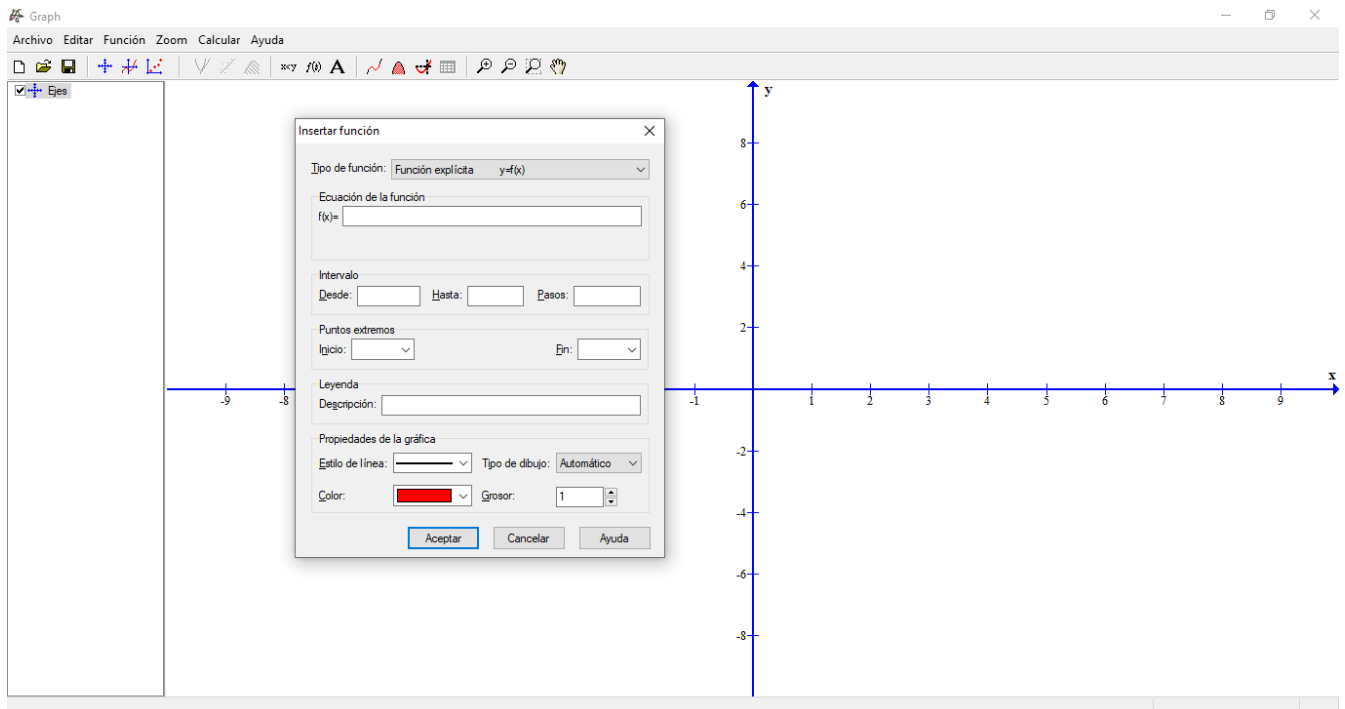 Graph
Archivo Editar Función Zoom Calcular Ayuda
x<y f(x) A
Ejes
Insertar función
Tipo de función: Función explícita y=f(x)
Ecuación de la función
f(x)=
Intervalo
Desde: Hasta: Pasos:
Puntos extremos
Inicio: Fin:
Leyenda
Descripción:
Propiedades de la gráfica
Estilo de línea: Tipo de dibujo: Automático
Color: Grosor: 1
Aceptar Cancelar Ayuda
y
8
6
4
2
x
-9 -8 -1 1 2 3 4 5 6 7 8 9
-2
-4
-6
-8